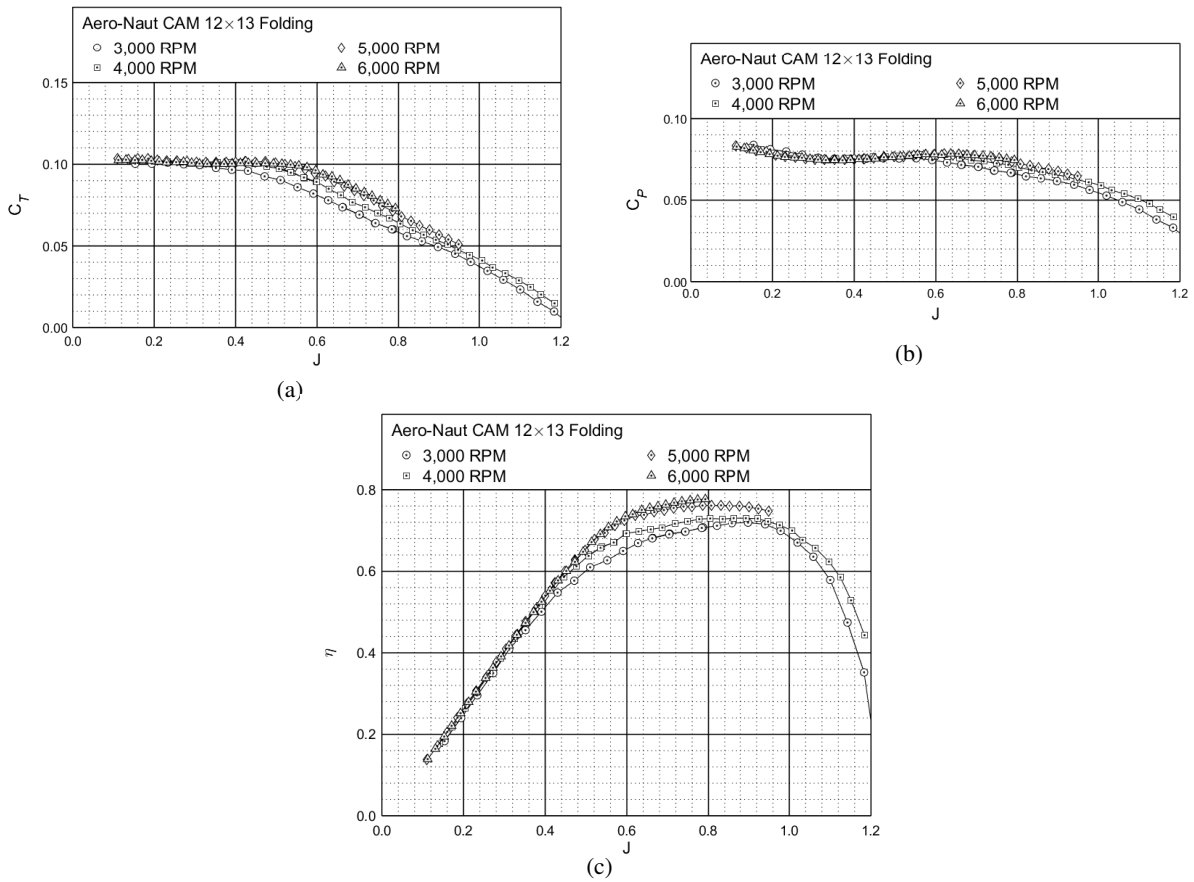 Aero-Naut CAM 12×13 Folding
3,000 RPM
5,000 RPM
4,000 RPM
6,000 RPM
0.15
0.10
0.05
0.00
C_T
0.0 0.2 0.4 0.6 0.8 1.0 1.2
J
(a)
Aero-Naut CAM 12×13 Folding
3,000 RPM
5,000 RPM
4,000 RPM
6,000 RPM
0.10
0.05
0.00
C_P
0.0 0.2 0.4 0.6 0.8 1.0 1.2
J
(b)
Aero-Naut CAM 12×13 Folding
3,000 RPM
5,000 RPM
4,000 RPM
6,000 RPM
0.8
0.6
0.4
0.2
0.0
η
0.0 0.2 0.4 0.6 0.8 1.0 1.2
J
(c)